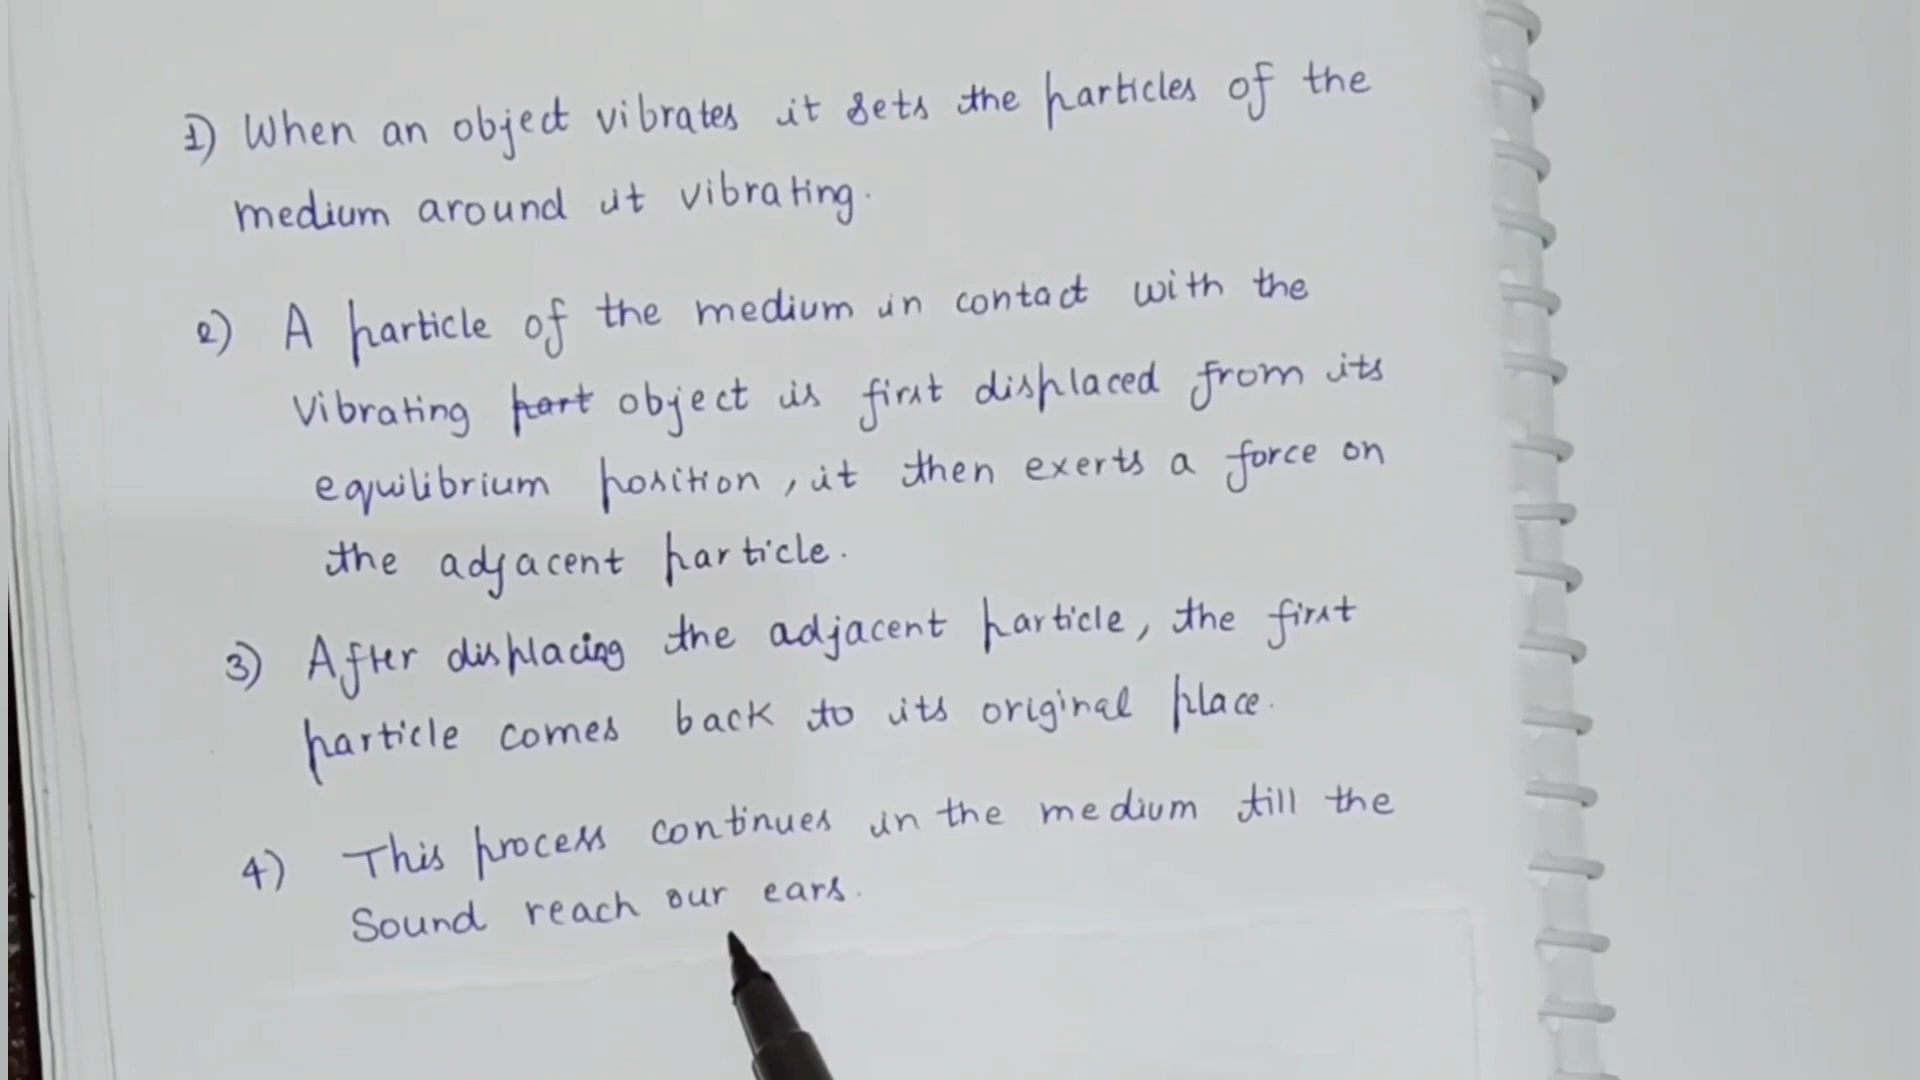 1) When an object vibrates it sets the particles of the
medium around it vibrating.
2) A particle of the medium in contact with the
Vibrating part object is first displaced from its
equilibrium position, it then exerts a force on
the adjacent particle.
3) After displacing the adjacent particle, the first
particle comes back to its original place.
4) This process continues in the medium till the
Sound reach our ears.